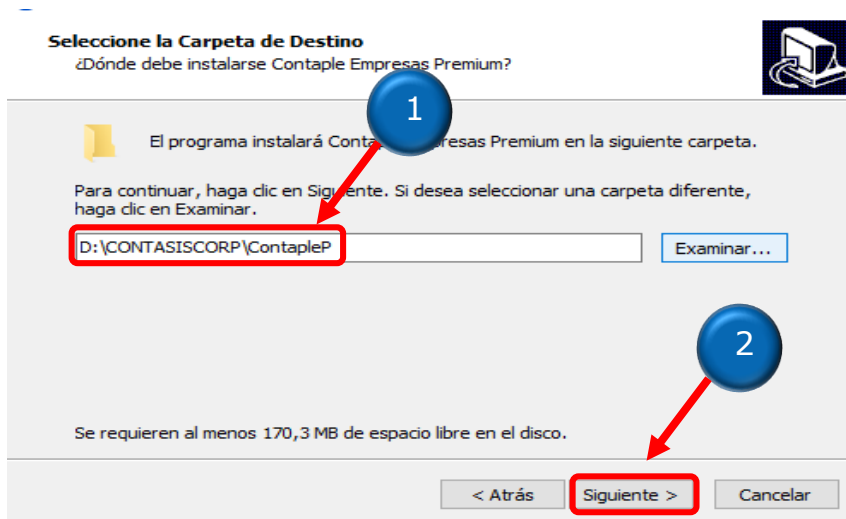 Seleccione la Carpeta de Destino
¿Dónde debe instalarse Contaple Empresas Premium?
1
El programa instalará Conta resas Premium en la siguiente carpeta.
Para continuar, haga clic en Siguiente. Si desea seleccionar una carpeta diferente,
haga clic en Examinar.
D:\CONTASISCORP\ContapleP
Examinar...
2
Se requieren al menos 170,3 MB de espacio libre en el disco.
< Atrás
Siguiente >
Cancelar